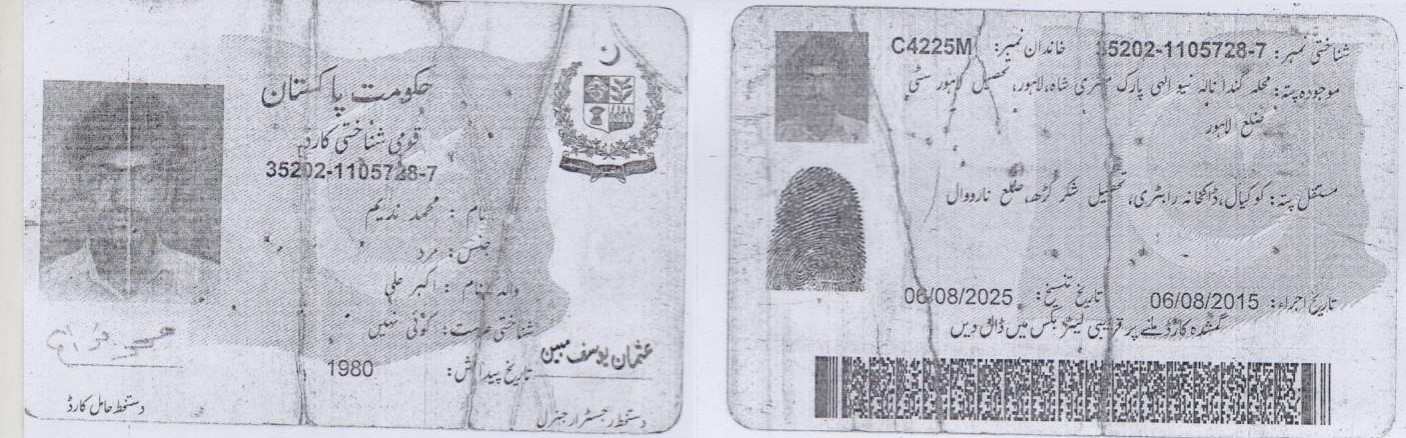 حکومت پاکستان
قومی شناختی کارڈ
35202-1105728-7
نام : محمد ندیم
جنس : مرد
والد نام : اکبر علی
شناختی علامت : کوئی نہیں
تاریخ پیدائش : 1980
عثمان یوسف مبین
دستخط حامل کارڈ
دستخط رجسٹرار جنرل
شناختی نمبر : 35202-1105728-7 خاندان نمبر : C4225M
موجودہ پتہ : محلہ گندا نالہ نیو الہی پارک مصری شاہ، لاہور، تحصیل لاہور سٹی
ضلع لاہور
مستقل پتہ : کوکیال، ڈاکخانہ تحصیل شکر گڑھ، ضلع نارووال
تاریخ اجراء : 06/08/2015 تاریخ تنسیخ : 06/08/2025
گمشدہ کارڈ ملنے پر قریبی لیٹر بکس میں ڈال دیں